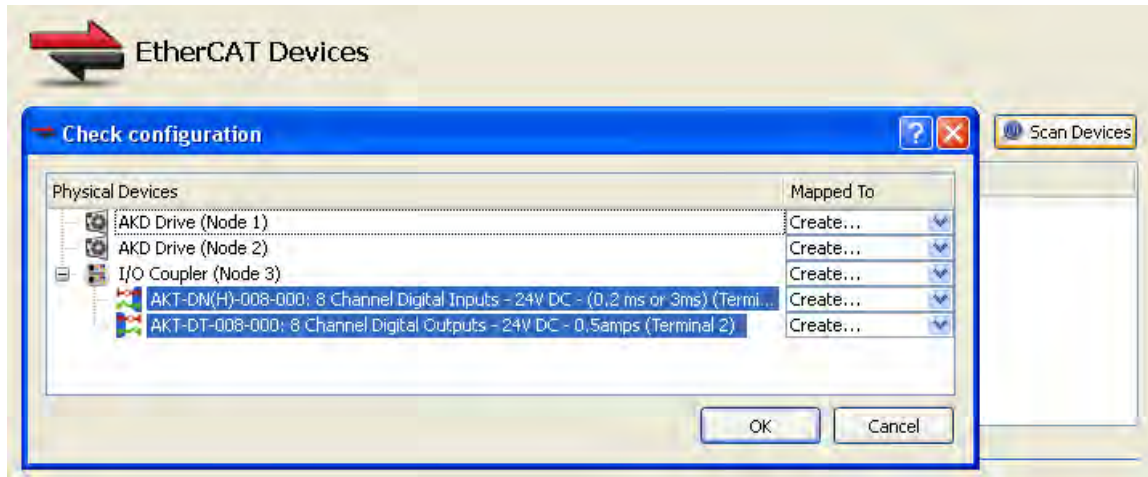 EtherCAT Devices
Check configuration
Scan Devices
Physical Devices Mapped To
AKD Drive (Node 1) Create...
AKD Drive (Node 2) Create...
I/O Coupler (Node 3) Create...
AKT-DN(H)-008-000: 8 Channel Digital Inputs - 24V DC - (0.2 ms or 3ms) (Termi... Create...
AKT-DT-008-000: 8 Channel Digital Outputs - 24V DC - 0.5amps (Terminal 2) Create...
OK Cancel